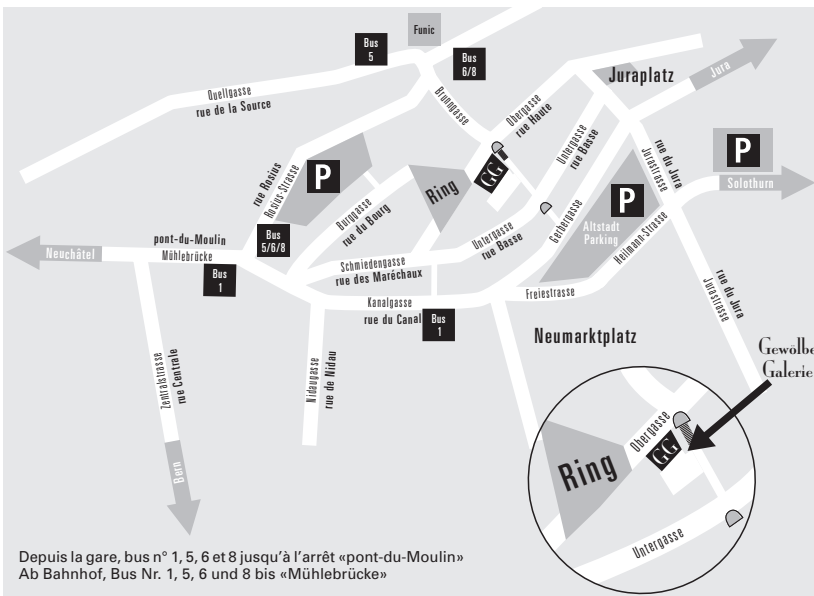 Funic
Bus
5
Bus
6/8
Quellgasse
rue de la Source
Brunngasse
Obergasse
rue Haute
Juraplatz
Jura
Untergasse
rue Basse
rue du Jura
Jurastrasse
P
Solothurn
rue Rosius
Rosius-Strasse
P
Burggasse
rue du Bourg
Ring
GG
P
Altstadt
Parking
Gerbergasse
Heilmann-Strasse
Neuchâtel
pont-du-Moulin
Mühlebrücke
Bus
5/6/8
Bus
1
Schmiedengasse
rue des Maréchaux
Untergasse
rue Basse
Kanalgasse
rue du Canal
Bus
1
Freiestrasse
rue du Jura
Jurastrasse
Neumarktplatz
Zentralstrasse
rue Centrale
Nidaugasse
rue de Nidau
Bern
Gewölbe
Galerie
Obergasse
GG
Ring
Untergasse
Depuis la gare, bus n° 1, 5, 6 et 8 jusqu’à l’arrêt «pont-du-Moulin»
Ab Bahnhof, Bus Nr. 1, 5, 6 und 8 bis «Mühlebrücke»